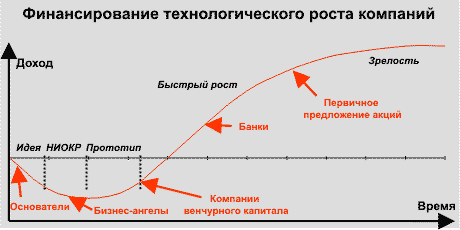 Финансирование технологического роста компаний
Доход
Зрелость
Быстрый рост
Первичное
предложение акций
Банки
Идея НИОКР Прототип
Основатели
Бизнес-ангелы
Компании
венчурного капитала
Время